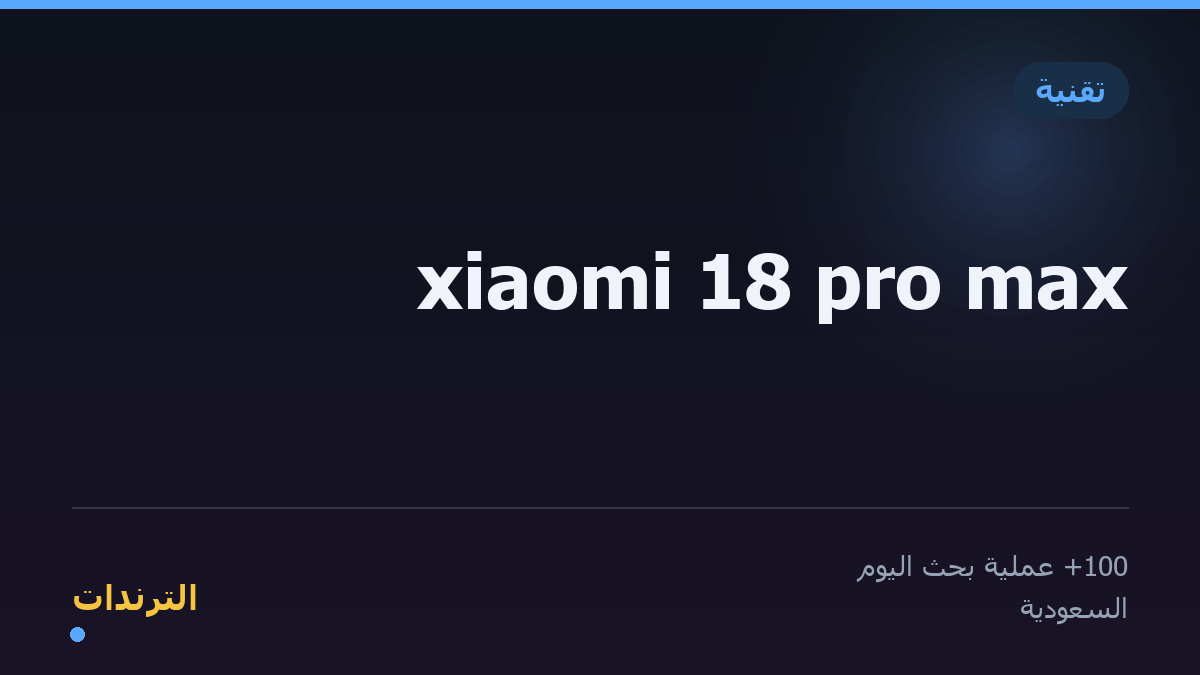 تقنية
xiaomi 18 pro max
100+ عملية بحث اليوم
السعودية
الترندات